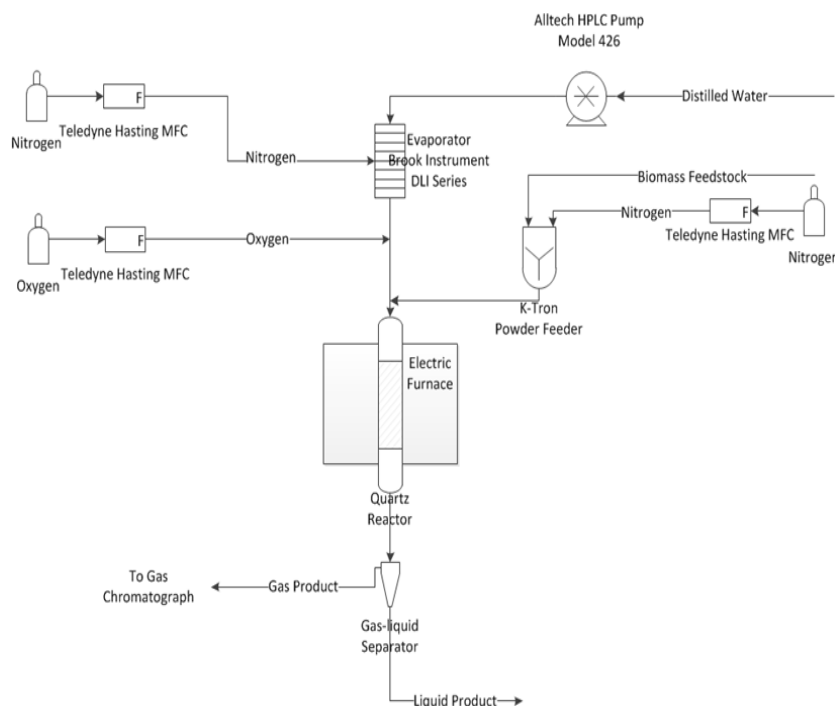 Alltech HPLC Pump
Model 426
Distilled Water
F
Nitrogen
Teledyne Hasting MFC
Nitrogen
Evaporator
Brook Instrument
DLI Series
Biomass Feedstock
Nitrogen
F
Teledyne Hasting MFC
Nitrogen
F
Oxygen
Teledyne Hasting MFC
Oxygen
K-Tron
Powder Feeder
Electric
Furnace
Quartz
Reactor
To Gas
Chromatograph
Gas Product
Gas-liquid
Separator
Liquid Product